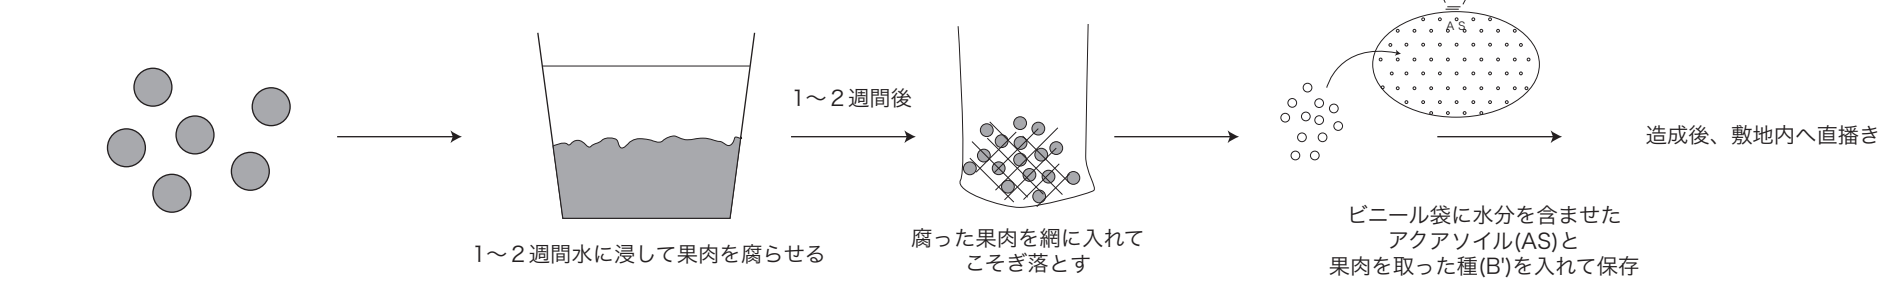 AS
1〜２週間後
造成後、敷地内へ直播き
1〜２週間水に浸して果肉を腐らせる
腐った果肉を網に入れて
こそぎ落とす
ビニール袋に水分を含ませた
アクアソイル(AS)と
果肉を取った種(B')を入れて保存